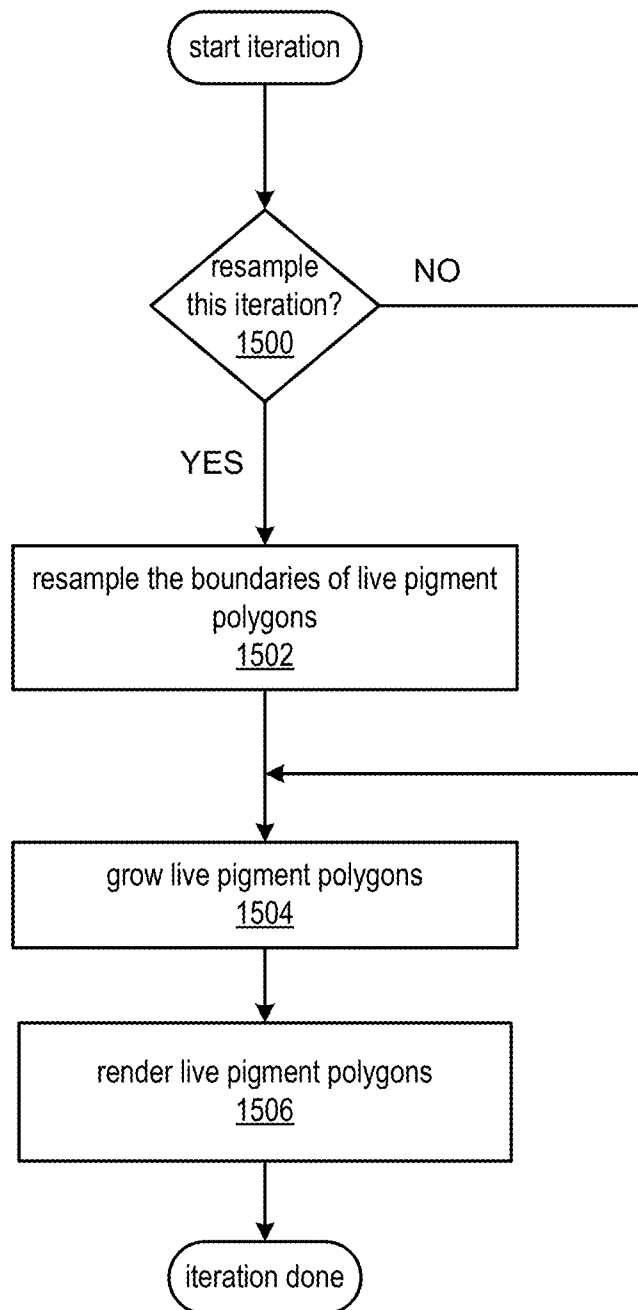 start iteration
resample
this iteration?
1500
NO
YES
resample the boundaries of live pigment
polygons
1502
grow live pigment polygons
1504
render live pigment polygons
1506
iteration done